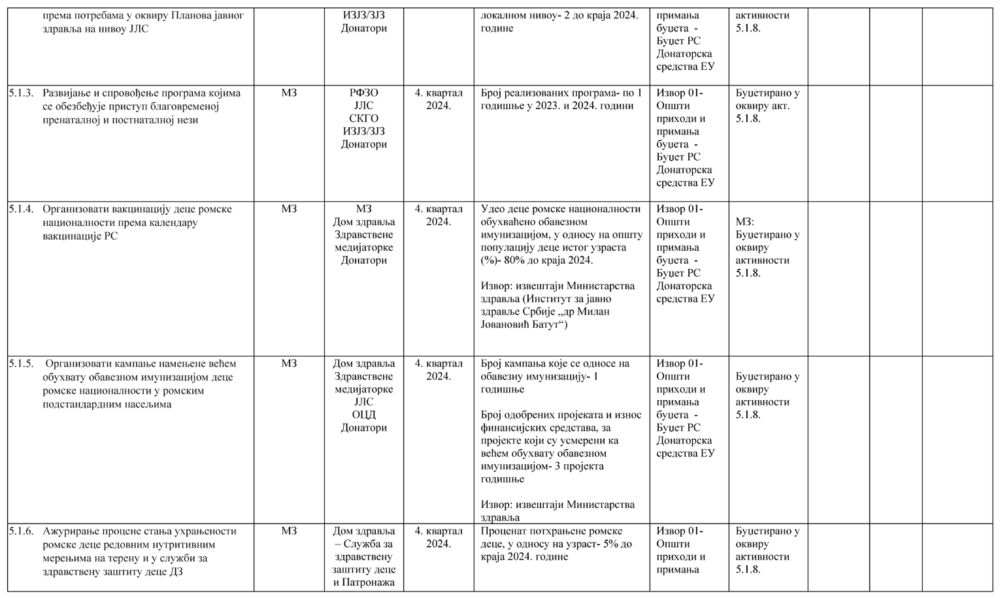 према потребама у оквиру Планова јавног
здравља на нивоу ЈЛС
ИЗЈЗ/ЗЈЗ
Донатори
локалном нивоу- 2 до краја 2024.
године
примања
буџета -
Буџет РС
Донаторска
средства ЕУ
активности
5.1.8.
5.1.3. Развијање и спровођење програма којима
се обезбеђује приступ благовременој
пренаталној и постнаталној нези
МЗ
РФЗО
ЈЛС
СКГО
ИЗЈЗ/ЗЈЗ
Донатори
4. квартал
2024.
Број реализованих програма- по 1
годишње у 2023. и 2024. години
Извор 01-
Општи
приходи и
примања
буџета -
Буџет РС
Донаторска
средства ЕУ
Буџетирано у
оквиру акт.
5.1.8.
5.1.4. Организовати вакцинацију деце ромске
националности према календару
вакцинације РС
МЗ
МЗ
Дом здравља
Здравствене
медијаторке
Донатори
4. квартал
2024.
Удео деце ромске националности
обухваћено обавезном
имунизацијом, у односу на општу
популацију деце истог узраста
(%)- 80% до краја 2024.
Извор: извештаји Министарства
здравља (Институт за јавно
здравље Србије „др Милан
Јовановић Батут“)
Извор 01-
Општи
приходи и
примања
буџета -
Буџет РС
Донаторска
средства ЕУ
МЗ:
Буџетирано у
оквиру
активности
5.1.8.
5.1.5. Организовати кампање намењене већем
обухвату обавезном имунизацијом деце
ромске националности у ромским
подстандардним насељима
МЗ
Дом здравља
Здравствене
медијаторке
ЈЛС
ОЦД
Донатори
4. квартал
2024.
Број кампања које се односе на
обавезну имунизацију- 1
годишње
Број одобрених пројеката и износ
финансијских средстава, за
пројекте који су усмерени ка
већем обухвату обавезном
имунизацијом- 3 пројекта
годишње
Извор: извештаји Министарства
здравља
Извор 01-
Општи
приходи и
примања
буџета -
Буџет РС
Донаторска
средства ЕУ
Буџетирано у
оквиру
активности
5.1.8.
5.1.6. Ажурирање процене стања ухрањености
ромске деце редовним нутритивним
мерењима на терену и у служби за
здравствену заштиту деце ДЗ
МЗ
Дом здравља
– Служба за
здравствену
заштиту деце
и Патронажа
4. квартал
2024.
Проценат потхрањене ромске
деце, у односу на узраст- 5% до
краја 2024. године
Извор 01-
Општи
приходи и
примања
Буџетирано у
оквиру
активности
5.1.8.